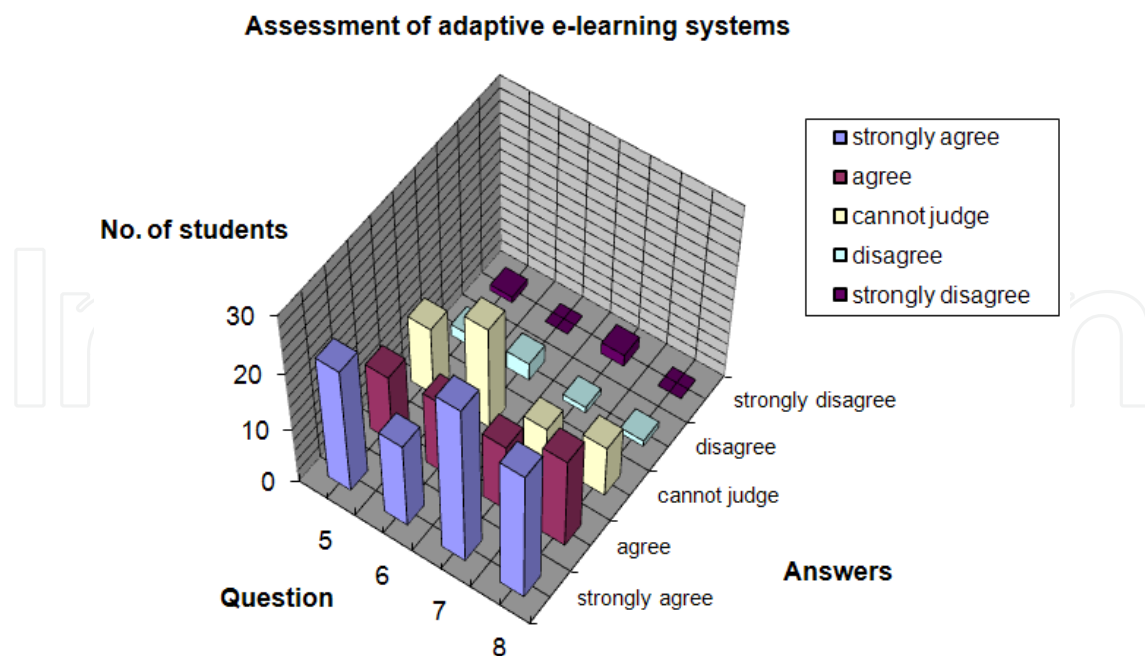 Assessment of adaptive e-learning systems
strongly agree
agree
cannot judge
disagree
strongly disagree
No. of students
30
20
10
0
5
6
7
8
Question
strongly disagree
disagree
cannot judge
agree
strongly agree
Answers